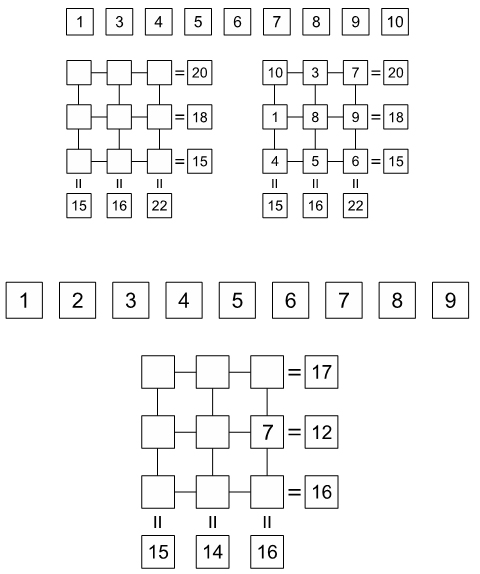 1 3 4 5 6 7 8 9 10
= 20 10 3 7 = 20
= 18 1 8 9 = 18
= 15 4 5 6 = 15
= = = = = =
15 16 22 15 16 22
1 2 3 4 5 6 7 8 9
= 17
7 = 12
= 16
= = =
15 14 16